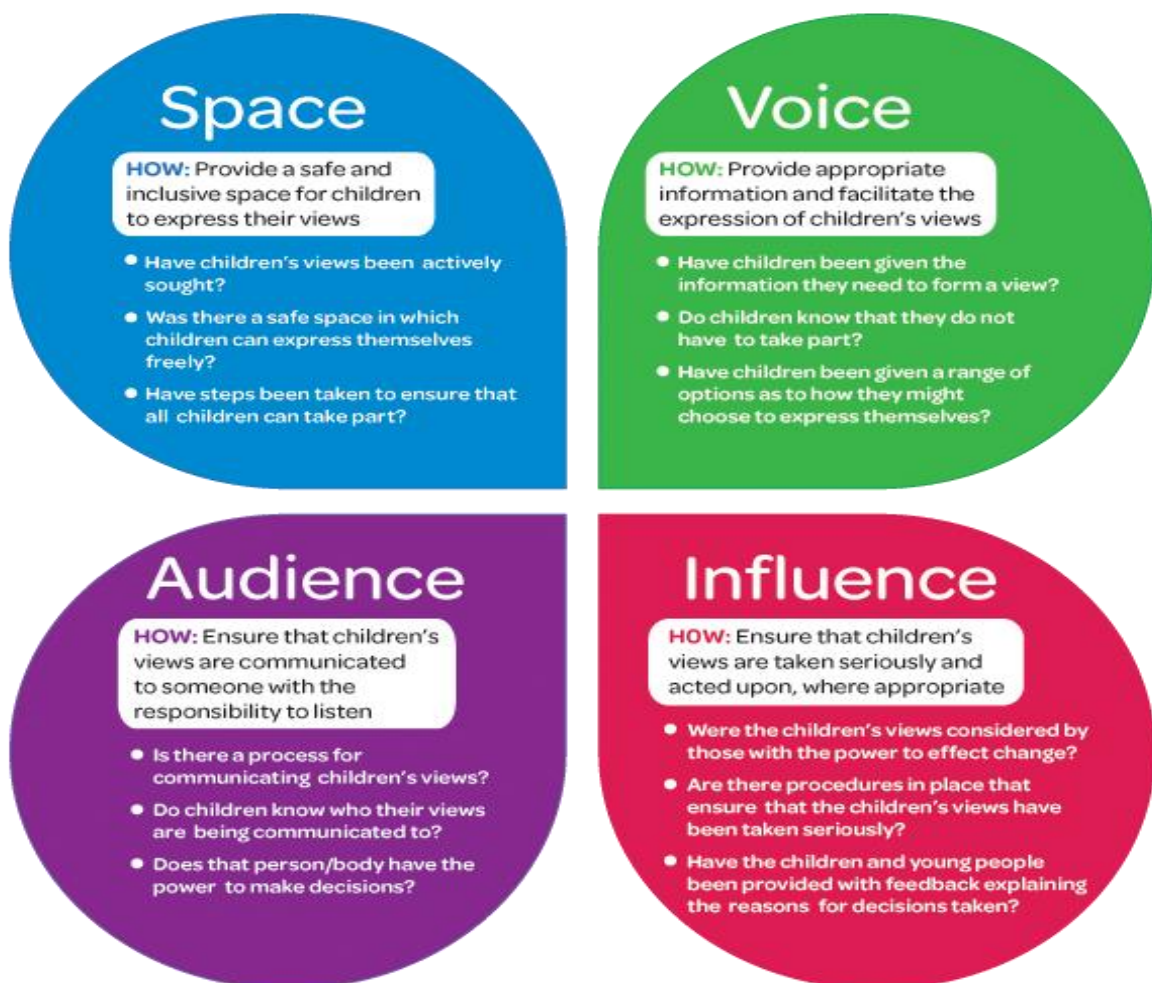 Space
HOW: Provide a safe and
inclusive space for children
to express their views
• Have children's views been actively
sought?
• Was there a safe space in which
children can express themselves
freely?
• Have steps been taken to ensure that
all children can take part?
Voice
HOW: Provide appropriate
information and facilitate the
expression of children's views
• Have children been given the
information they need to form a view?
• Do children know that they do not
have to take part?
• Have children been given a range of
options as to how they might
choose to express themselves?
Audience
HOW: Ensure that children's
views are communicated
to someone with the
responsibility to listen
• Is there a process for
communicating children's views?
• Do children know who their views
are being communicated to?
• Does that person/body have the
power to make decisions?
Influence
HOW: Ensure that children's
views are taken seriously and
acted upon, where appropriate
• Were the children's views considered by
those with the power to effect change?
• Are there procedures in place that
ensure that the children's views have
been taken seriously?
• Have the children and young people
been provided with feedback explaining
the reasons for decisions taken?